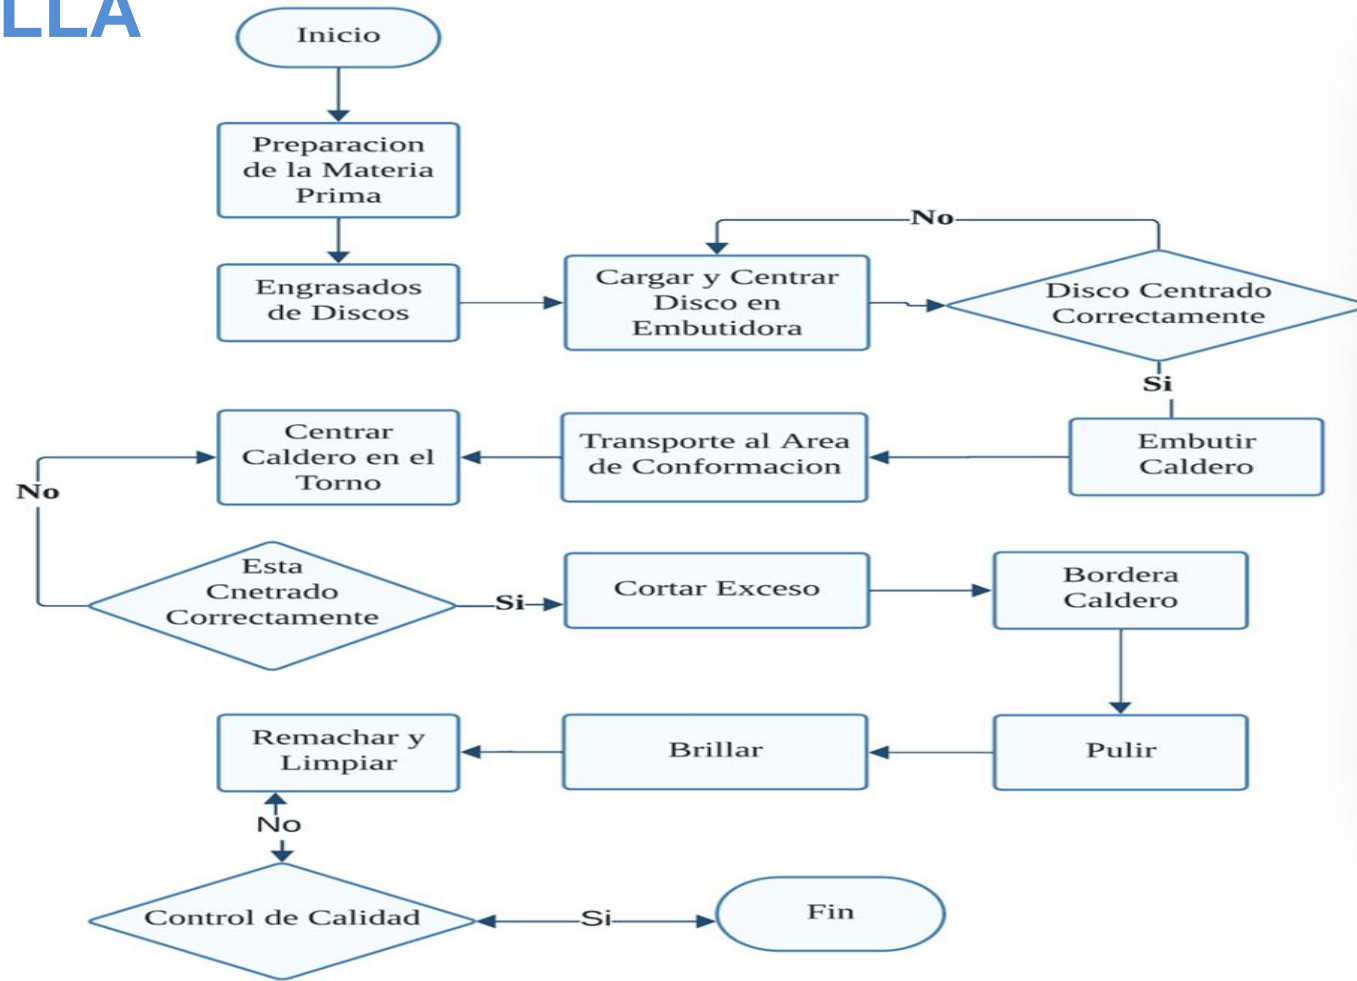 LLA
Inicio
Preparacion
de la Materia
Prima
No
Engrasados
de Discos
Cargar y Centrar
Disco en
Embutidora
Disco Centrado
Correctamente
Si
Embutir
Caldero
Transporte al Area
de Conformacion
Centrar
Caldero en el
Torno
No
Esta
Cnetrado
Correctamente
Si
Cortar Exceso
Bordera
Caldero
Pulir
Brillar
Remachar y
Limpiar
No
Control de Calidad
Si
Fin